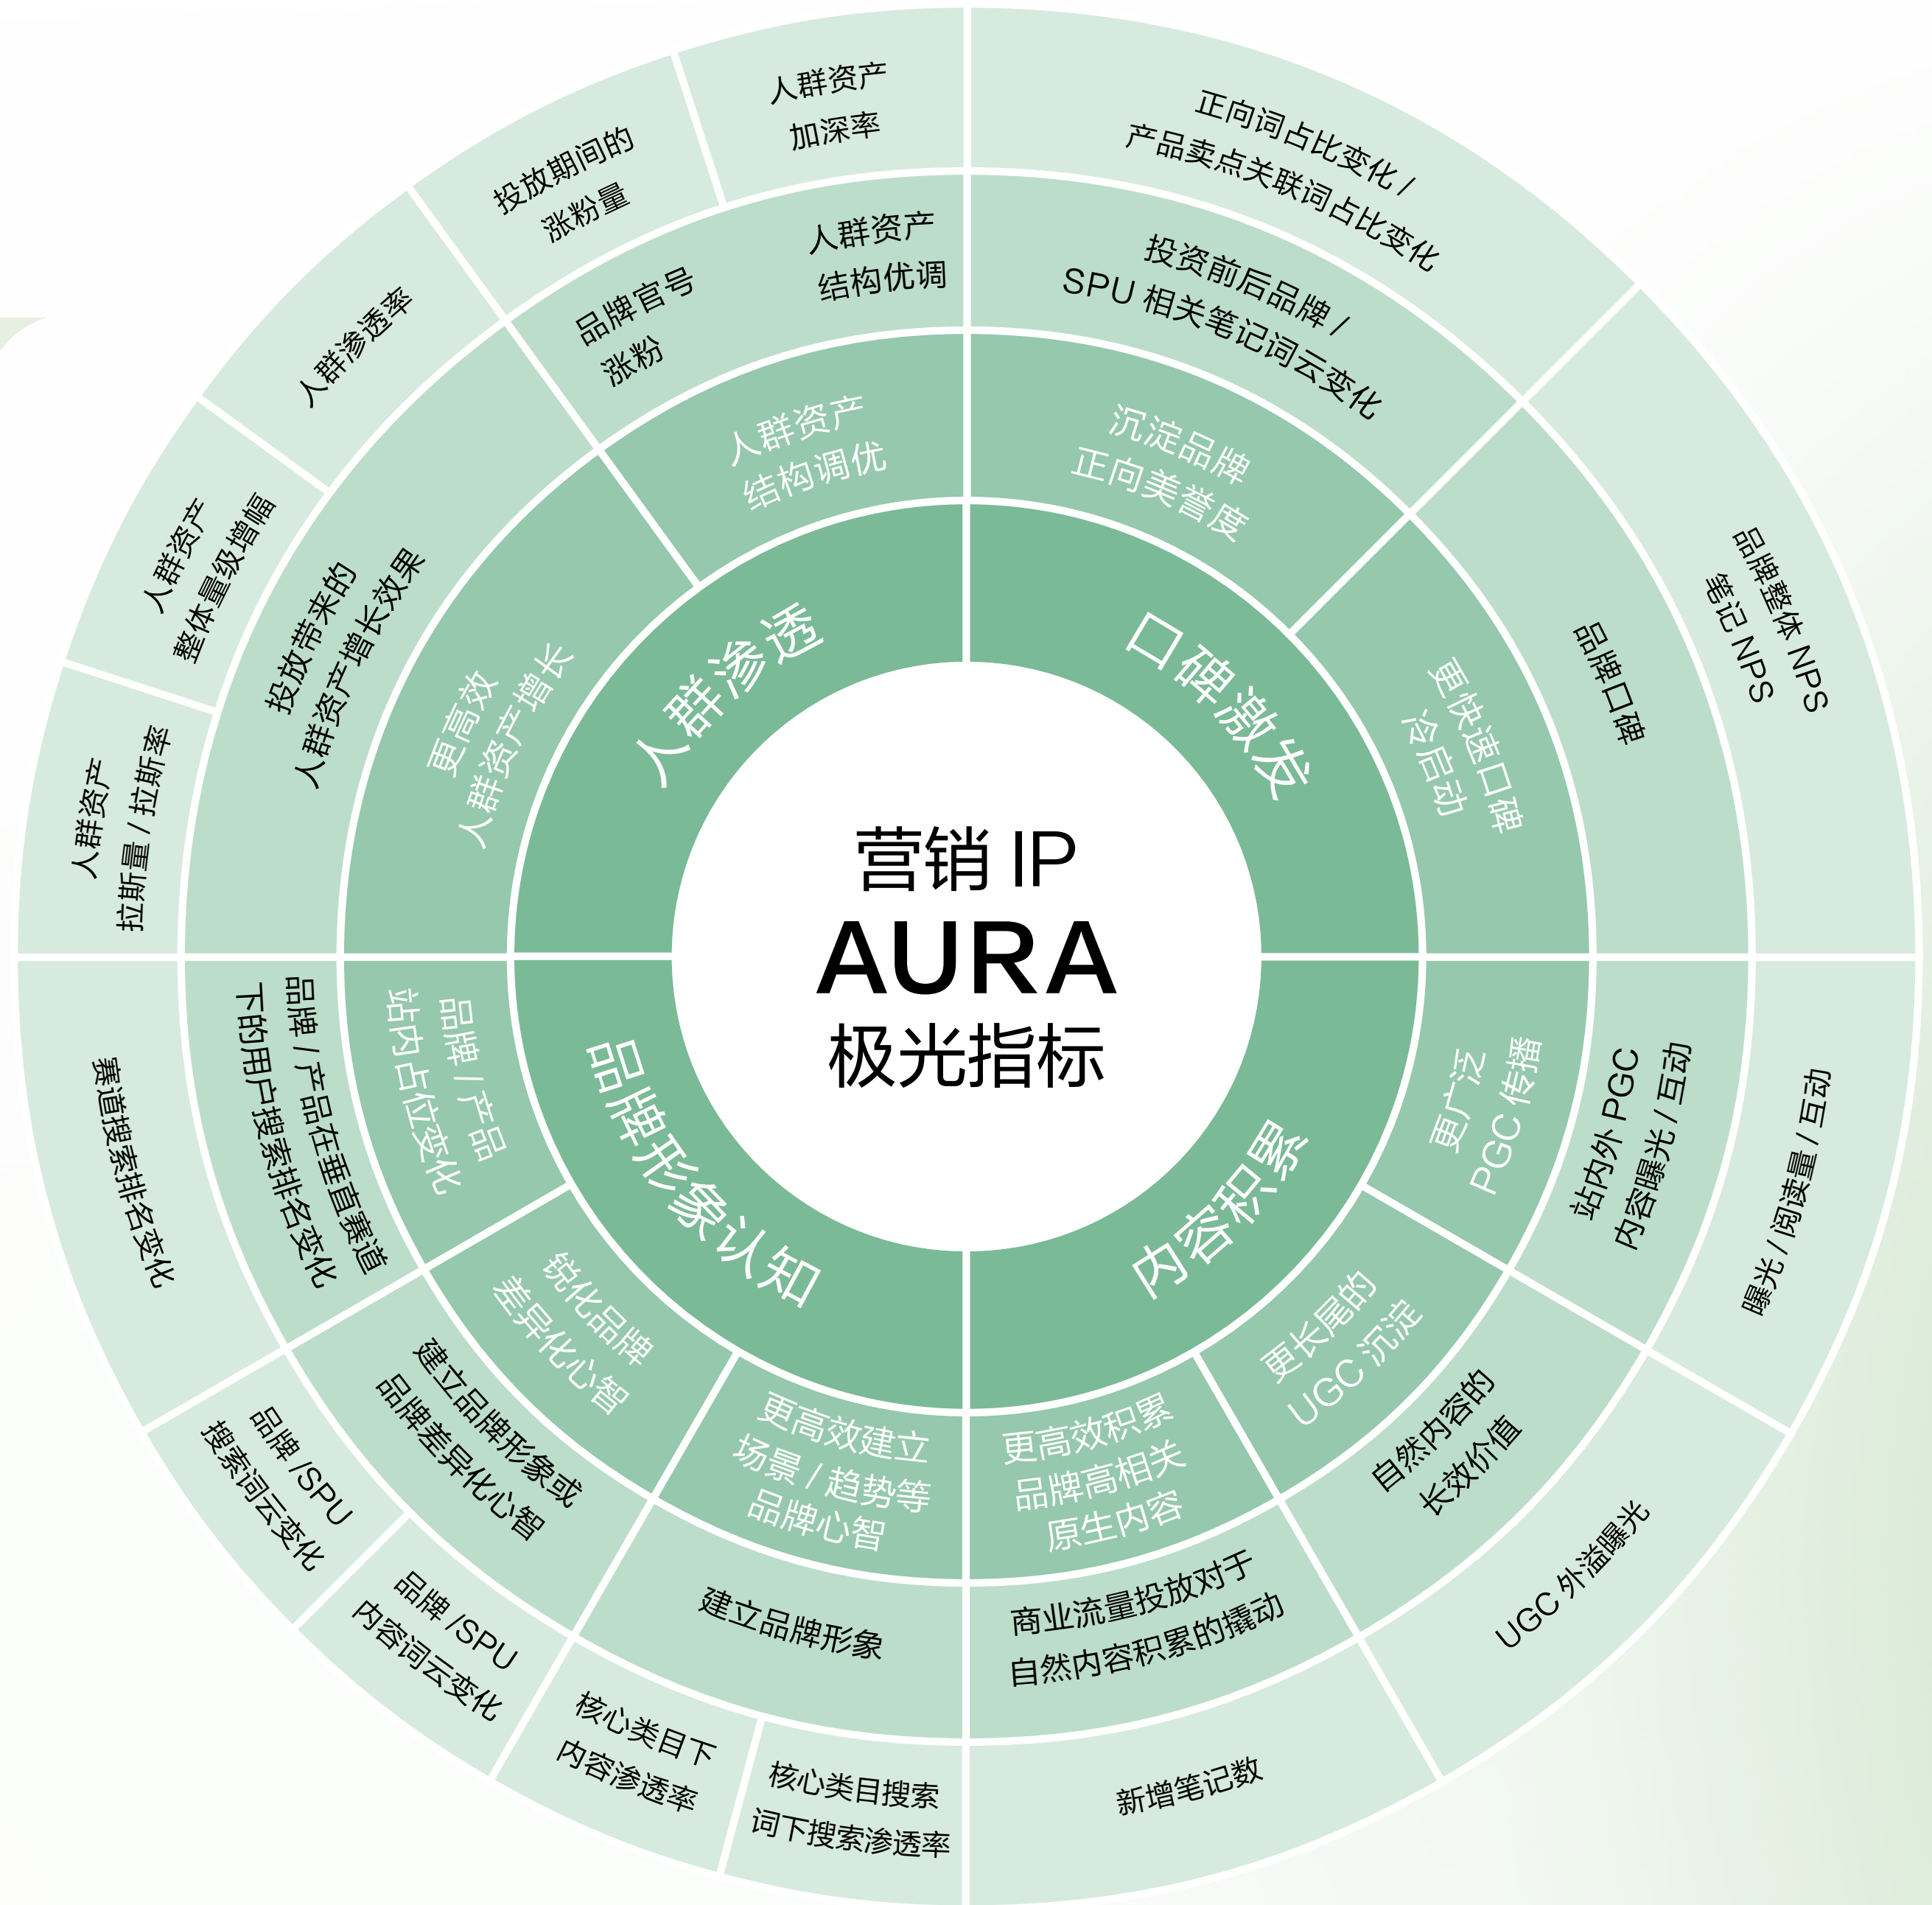 营销 IP
AURA
极光指标
人群渗透
口碑激发
内容积累
品牌形象认知
人群资产
结构调优
沉淀品牌
正向美誉度
更快速口碑
冷启动
更广泛
PGC 传播
更长尾的
UGC 沉淀
更高效积累
品牌高相关
原生内容
更高效建立
场景 / 趋势等
品牌心智
锐化品牌
差异化心智
品牌 / 产品
站内占位变化
更高效
人群资产增长
品牌官号
涨粉
人群资产
结构优调
投资前后品牌 /
SPU 相关笔记词云变化
品牌口碑
站内外 PGC
内容曝光 / 互动
自然内容的
长效价值
商业流量投放对于
自然内容积累的撬动
建立品牌形象
建立品牌形象或
品牌差异化心智
品牌 / 产品在垂直赛道
下的用户搜索排名变化
投放带来的
人群资产增长效果
投放期间的
涨粉量
人群资产
加深率
正向词占比变化 /
产品卖点关联词占比变化
品牌整体 NPS
笔记 NPS
曝光 / 阅读量 / 互动
UGC 外溢曝光
新增笔记数
核心类目搜索
词下搜索渗透率
核心类目下
内容渗透率
品牌 /SPU
内容词云变化
品牌 /SPU
搜索词云变化
赛道搜索排名变化
人群资产
拉斯量 / 拉斯率
人群资产
整体量级增幅
人群渗透率